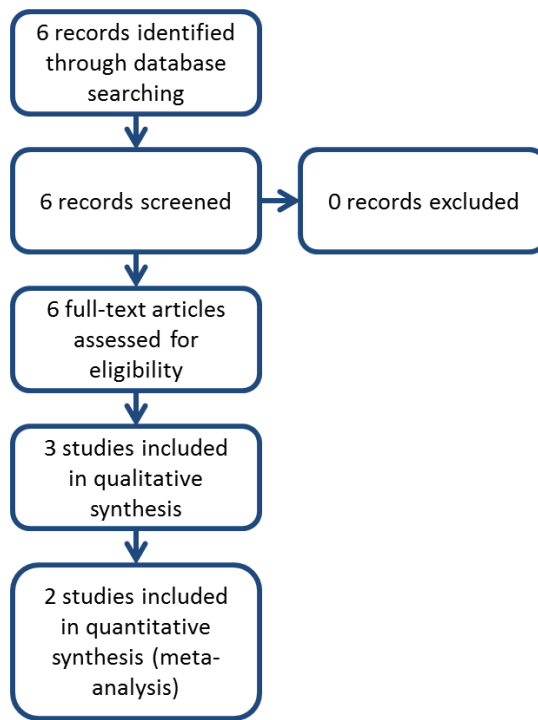 6 records identified
through database
searching
6 records screened
0 records excluded
6 full-text articles
assessed for
eligibility
3 studies included
in qualitative
synthesis
2 studies included
in quantitative
synthesis (meta-
analysis)